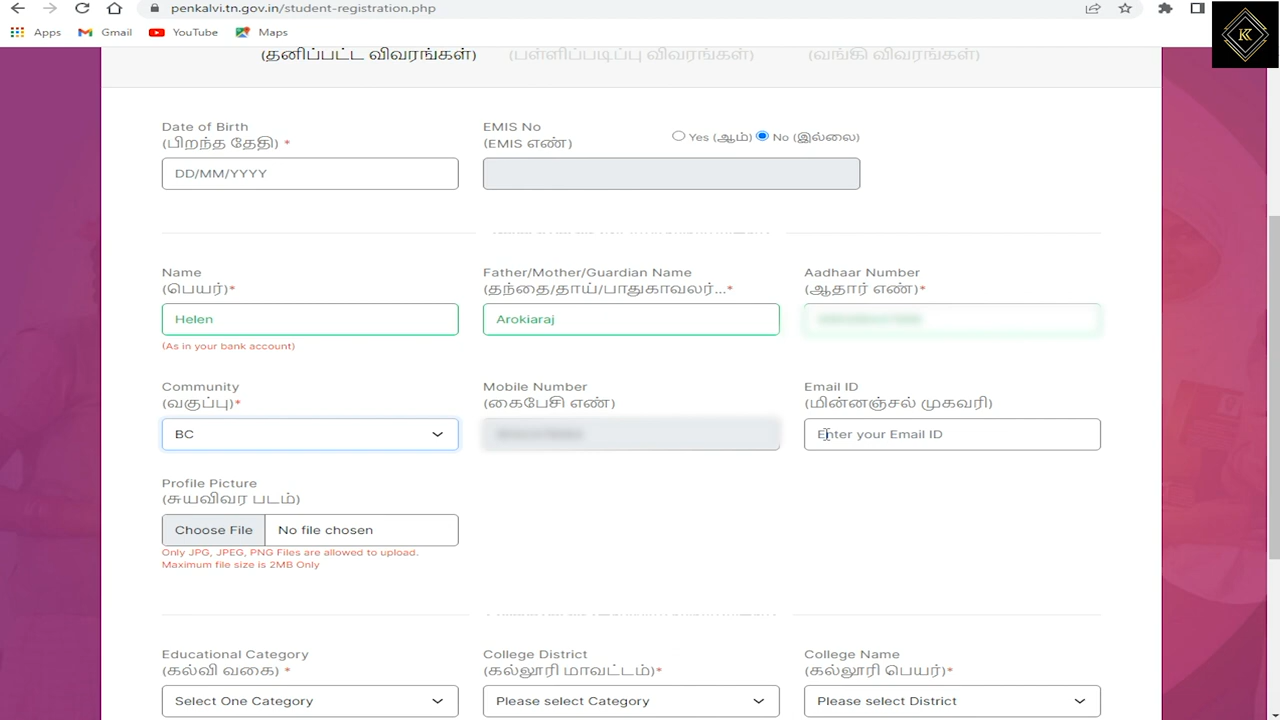 penkalvi.tn.gov.in/student-registration.php
Apps Gmail YouTube Maps
K
(தனிப்பட்ட விவரங்கள்) (பள்ளிப்படிப்பு விவரங்கள்) (வங்கி விவரங்கள்)
Date of Birth EMIS No
(பிறந்த தேதி) * (EMIS எண்) Yes (ஆம்) No (இல்லை)
DD/MM/YYYY
Name Father/Mother/Guardian Name Aadhaar Number
(பெயர்)* (தந்தை/தாய்/பாதுகாவலர்...* (ஆதார் எண்)*
Helen Arokiaraj
(As in your bank account)
Community Mobile Number Email ID
(வகுப்பு)* (கைபேசி எண்) (மின்னஞ்சல் முகவரி)
BC Enter your Email ID
Profile Picture
(சுயவிவர படம்)
Choose File No file chosen
Only JPG, JPEG, PNG Files are allowed to upload.
Maximum file size is 2MB Only
Educational Category College District College Name
(கல்வி வகை) * (கல்லூரி மாவட்டம்)* (கல்லூரி பெயர்)*
Select One Category Please select Category Please select District